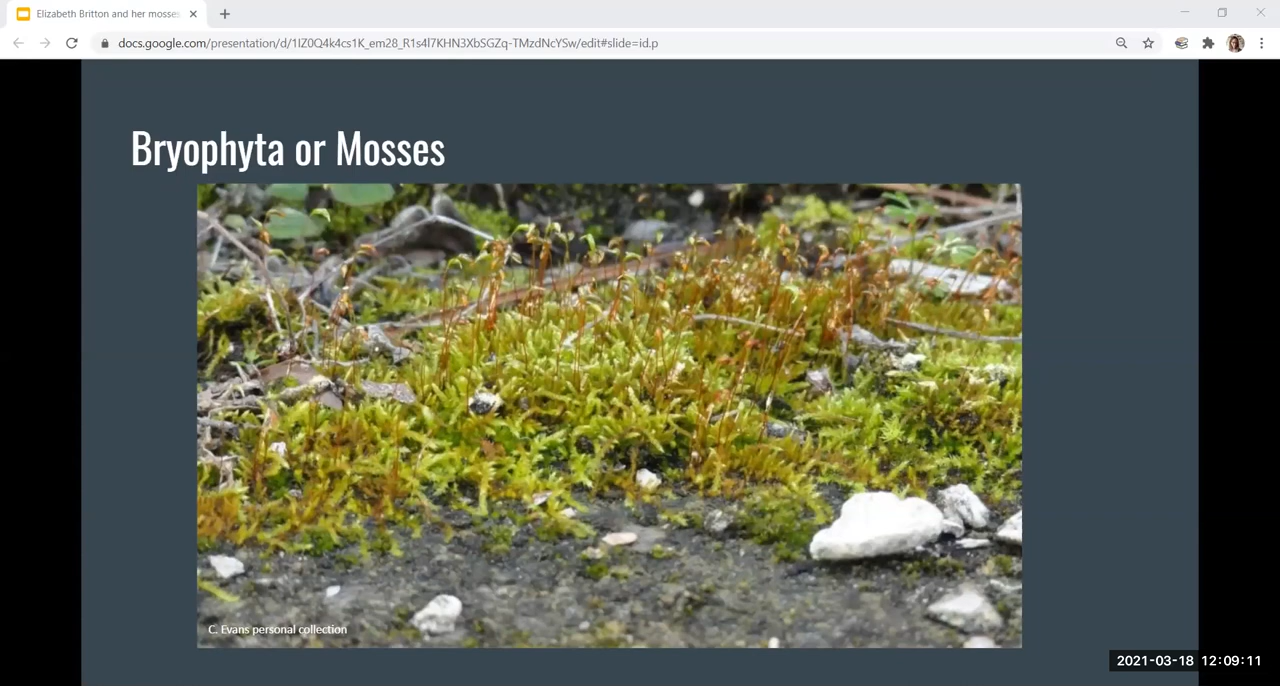 Elizabeth Britton and her mosses
docs.google.com/presentation/d/1IZ0Q4k4cs1K_em28_R1s4l7KHN3XbSGZq-TMzdNcYSw/edit#slide=id.p
Bryophyta or Mosses
C. Evans personal collection
2021-03-18 12:09:11